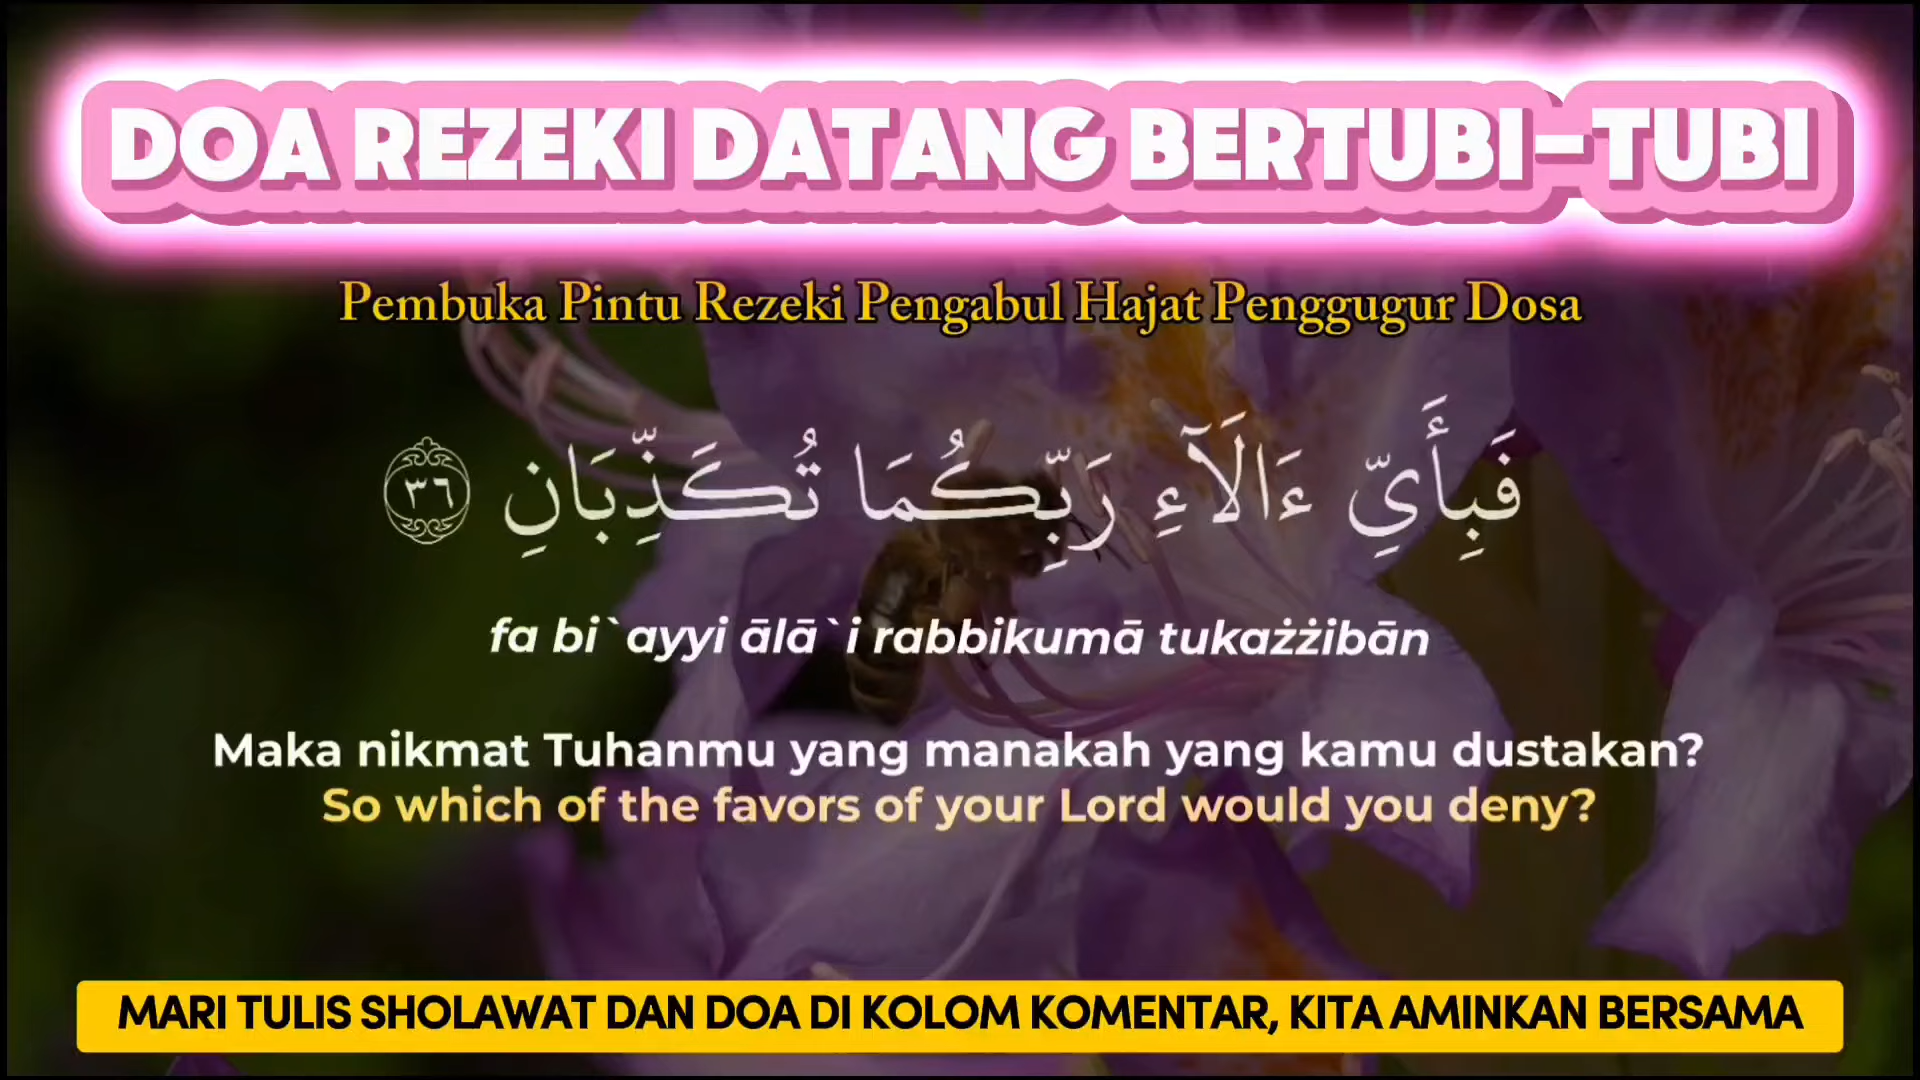 DOA REZEKI DATANG BERTUBI-TUBI
Pembuka Pintu Rezeki Pengabul Hajat Penggugur Dosa
فَبِأَيِّ ءَالَآءِ رَبِّكُمَا تُكَذِّبَانِ ٣٦
fa bi`ayyi ālā`i rabbikumā tukażżibān
Maka nikmat Tuhanmu yang manakah yang kamu dustakan?
So which of the favors of your Lord would you deny?
MARI TULIS SHOLAWAT DAN DOA DI KOLOM KOMENTAR, KITA AMINKAN BERSAMA